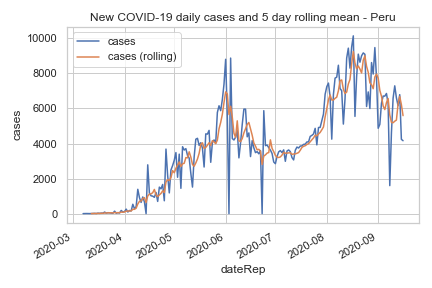 New COVID-19 daily cases and 5 day rolling mean - Peru
cases
cases (rolling)
10000
8000
6000
4000
2000
0
cases
2020-03
2020-04
2020-05
2020-06
2020-07
2020-08
2020-09
dateRep